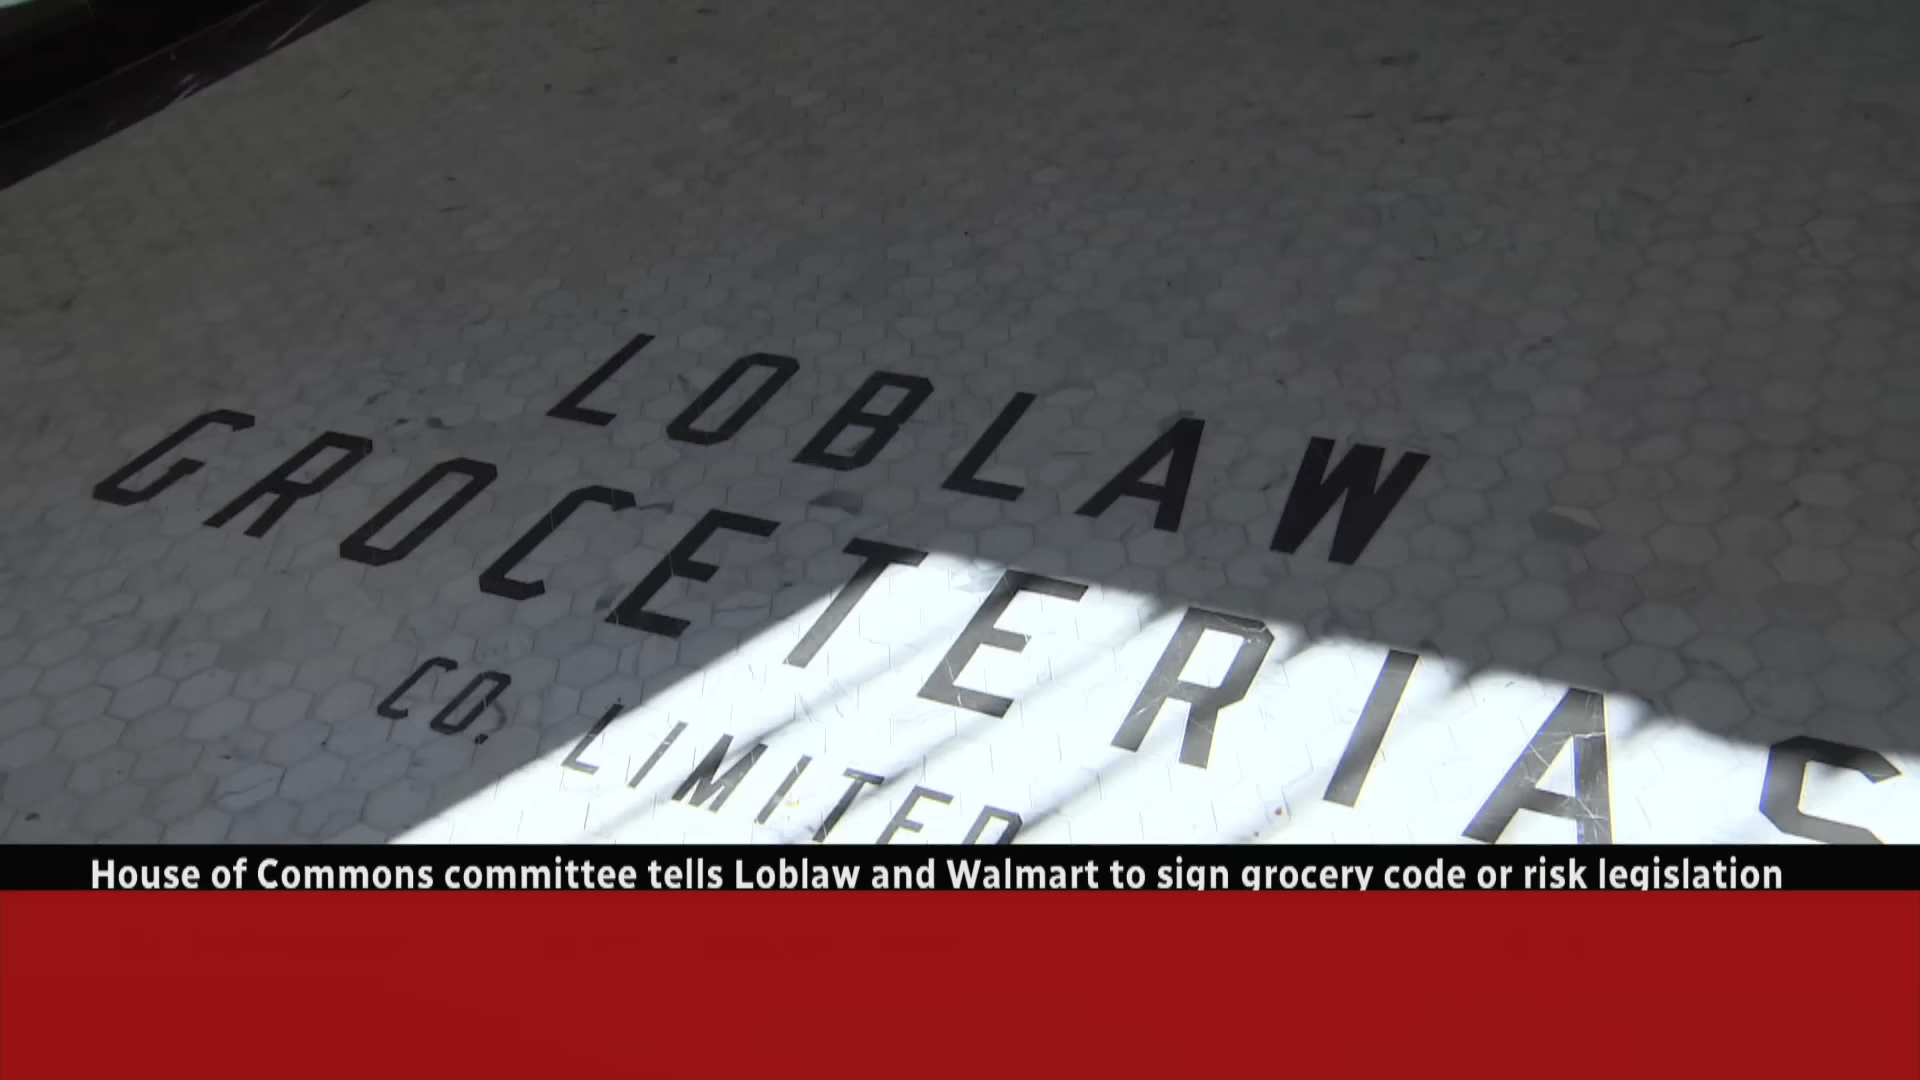 LOBLAW
GROCETERIAS
CO. LIMITED
House of Commons committee tells Loblaw and Walmart to sign grocery code or risk legislation